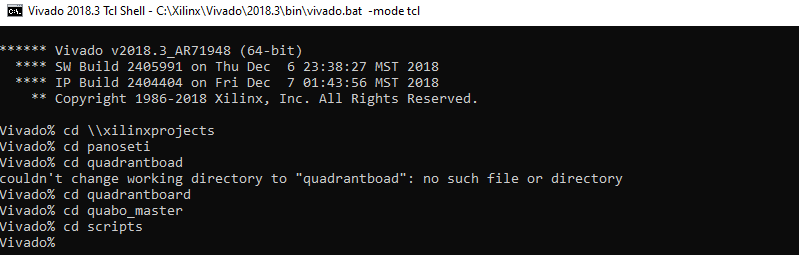 Vivado 2018.3 Tcl Shell - C:\Xilinx\Vivado\2018.3\bin\vivado.bat -mode tcl
****** Vivado v2018.3_AR71948 (64-bit)
**** SW Build 2405991 on Thu Dec  6 23:38:27 MST 2018
**** IP Build 2404404 on Fri Dec  7 01:43:56 MST 2018
** Copyright 1986-2018 Xilinx, Inc. All Rights Reserved.
Vivado% cd \\xilinxprojects
Vivado% cd panoseti
Vivado% cd quadrantboad
couldn't change working directory to "quadrantboad": no such file or directory
Vivado% cd quadrantboard
Vivado% cd quabo_master
Vivado% cd scripts
Vivado%